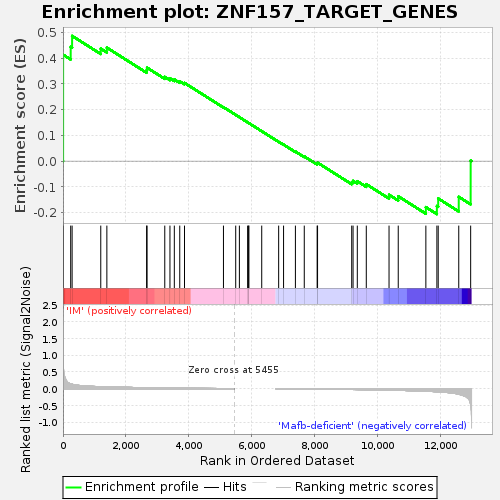 Enrichment plot: ZNF157_TARGET_GENES
Enrichment score (ES)
0.5
0.4
0.3
0.2
0.1
0.0
-0.1
-0.2
'IM' (positively correlated)
Ranked list metric (Signal2Noise)
2.5
2.0
1.5
1.0
0.5
0.0
-0.5
-1.0
Zero cross at 5455
'Mafb-deficient' (negatively correlated)
0 2,000 4,000 6,000 8,000 10,000 12,000
Rank in Ordered Dataset
Enrichment profile Hits Ranking metric scores